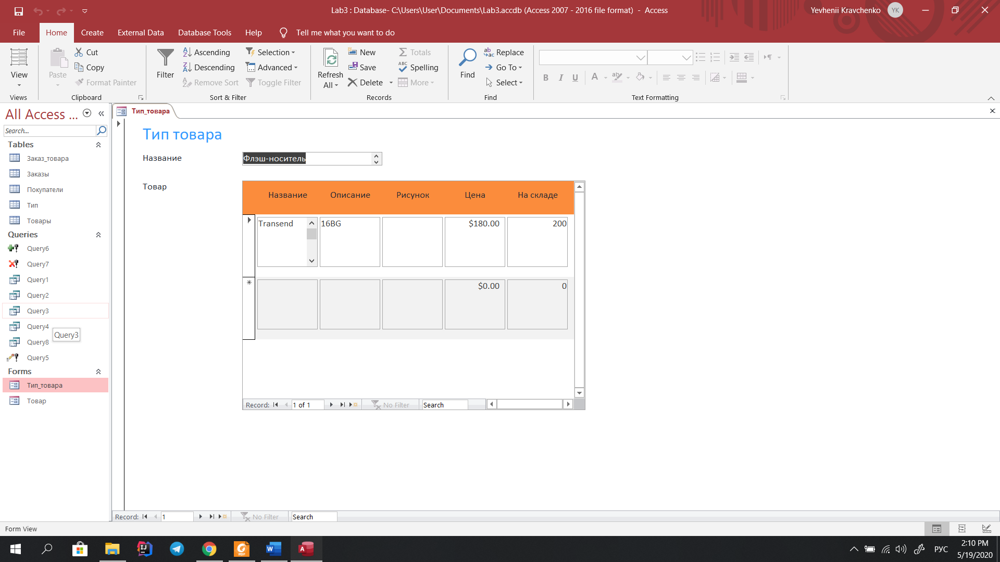 Lab3 : Database- C:\Users\User\Documents\Lab3.accdb (Access 2007 - 2016 file format) - Access
Yevhenii Kravchenko
YK
File
Home
Create
External Data
Database Tools
Help
Tell me what you want to do
View
Views
Paste
Cut
Copy
Format Painter
Clipboard
Filter
Ascending
Descending
Remove Sort
Selection
Advanced
Toggle Filter
Sort & Filter
Refresh
All
New
Save
Delete
Totals
Spelling
More
Records
Find
Replace
Go To
Select
Find
B I U
Text Formatting
All Access ...
Search...
Tables
Заказ_товара
Заказы
Покупатели
Тип
Товары
Queries
Query6
Query7
Query1
Query2
Query3
Query4
Query3
Query8
Query5
Forms
Тип_товара
Товар
Тип_товара
Тип товара
Название
Флэш-носитель
Товар
Название Описание Рисунок Цена На складе
Transend 16BG $180.00 200
$0.00 0
Record: 1 of 1 No Filter Search
Record: 1 No Filter Search
Form View
РУС
2:10 PM
5/19/2020